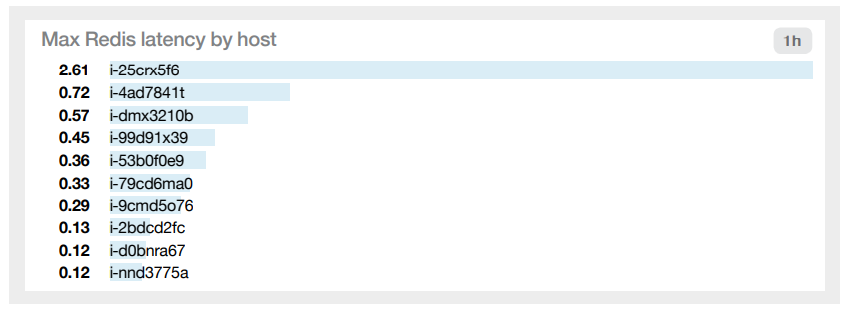 Max Redis latency by host
1h
2.61 i-25crx5f6
0.72 i-4ad7841t
0.57 i-dmx3210b
0.45 i-99d91x39
0.36 i-53b0f0e9
0.33 i-79cd6ma0
0.29 i-9cmd5o76
0.13 i-2bdcd2fc
0.12 i-d0bnra67
0.12 i-nnd3775a